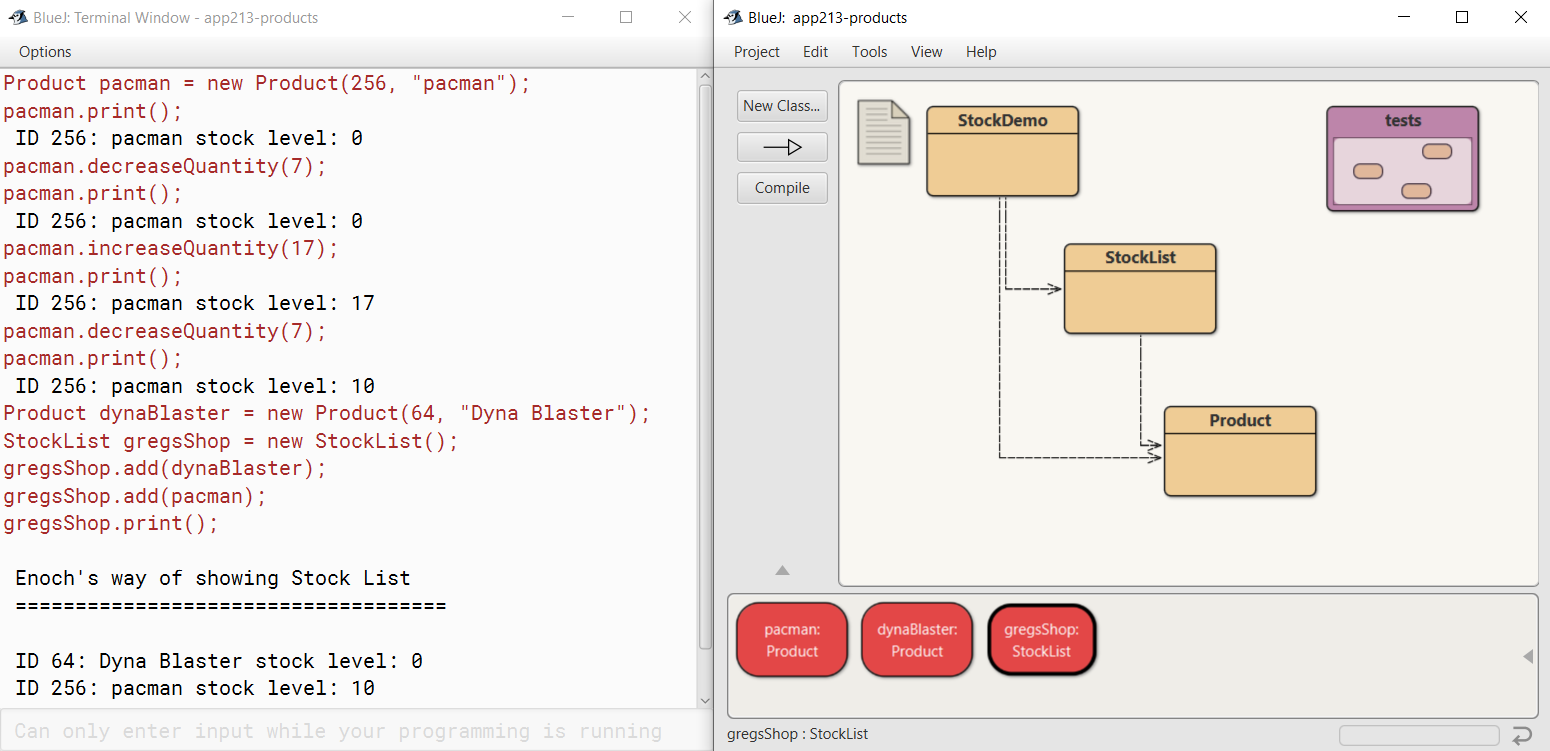 BlueJ: Terminal Window - app213-products
Options
Product pacman = new Product(256, "pacman");
pacman.print();
ID 256: pacman stock level: 0
pacman.decreaseQuantity(7);
pacman.print();
ID 256: pacman stock level: 0
pacman.increaseQuantity(17);
pacman.print();
ID 256: pacman stock level: 17
pacman.decreaseQuantity(7);
pacman.print();
ID 256: pacman stock level: 10
Product dynaBlaster = new Product(64, "Dyna Blaster");
StockList gregsShop = new StockList();
gregsShop.add(dynaBlaster);
gregsShop.add(pacman);
gregsShop.print();
Enoch's way of showing Stock List
====================================
ID 64: Dyna Blaster stock level: 0
ID 256: pacman stock level: 10
Can only enter input while your programming is running
BlueJ: app213-products
Project Edit Tools View Help
New Class...
Compile
StockDemo
tests
StockList
Product
pacman:
Product
dynaBlaster:
Product
gregsShop:
StockList
gregsShop : StockList